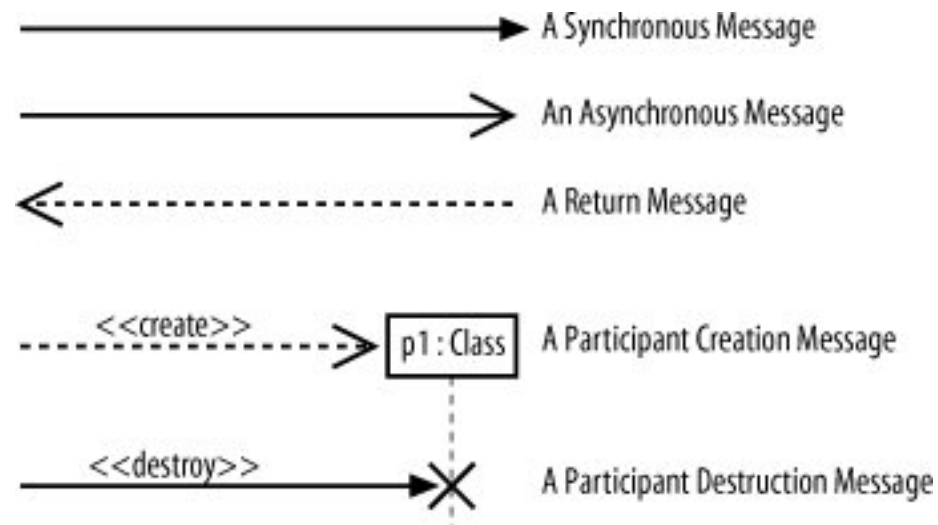 A Synchronous Message
An Asynchronous Message
A Return Message
<<create>>
p1 : Class
A Participant Creation Message
<<destroy>>
A Participant Destruction Message